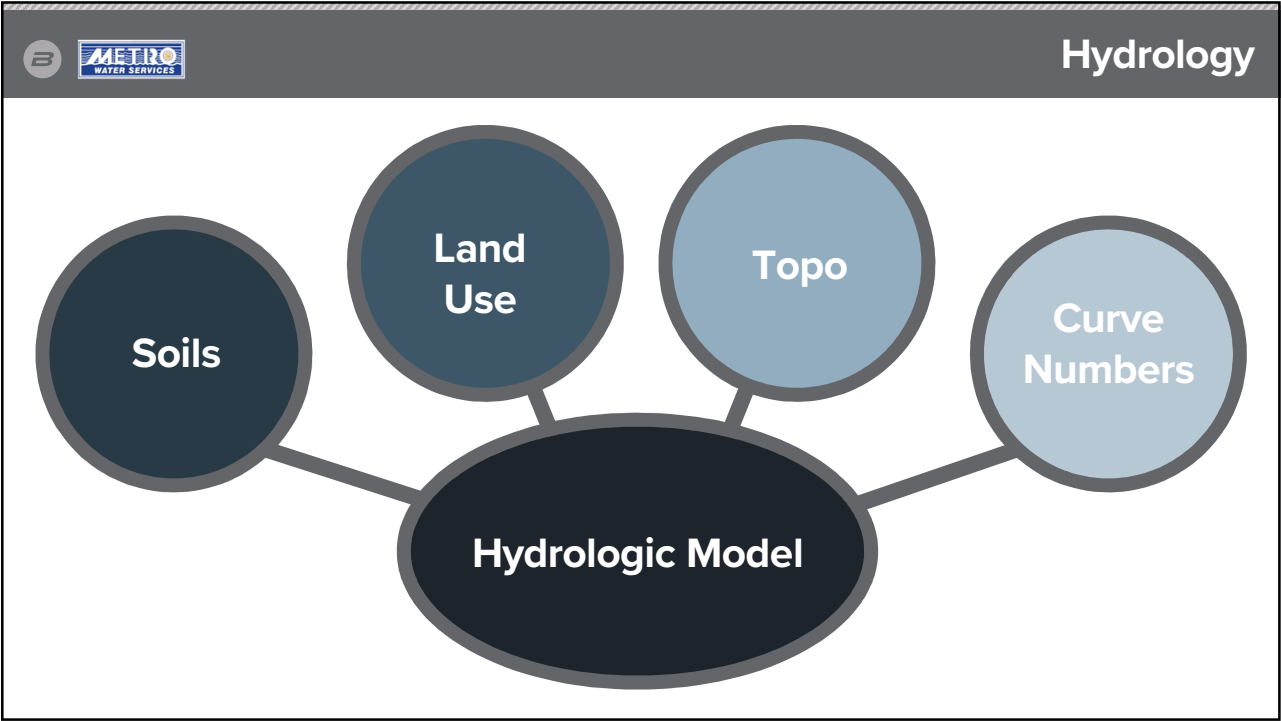 B
METRO
WATER SERVICES
Hydrology
Soils
Land
Use
Topo
Curve
Numbers
Hydrologic Model